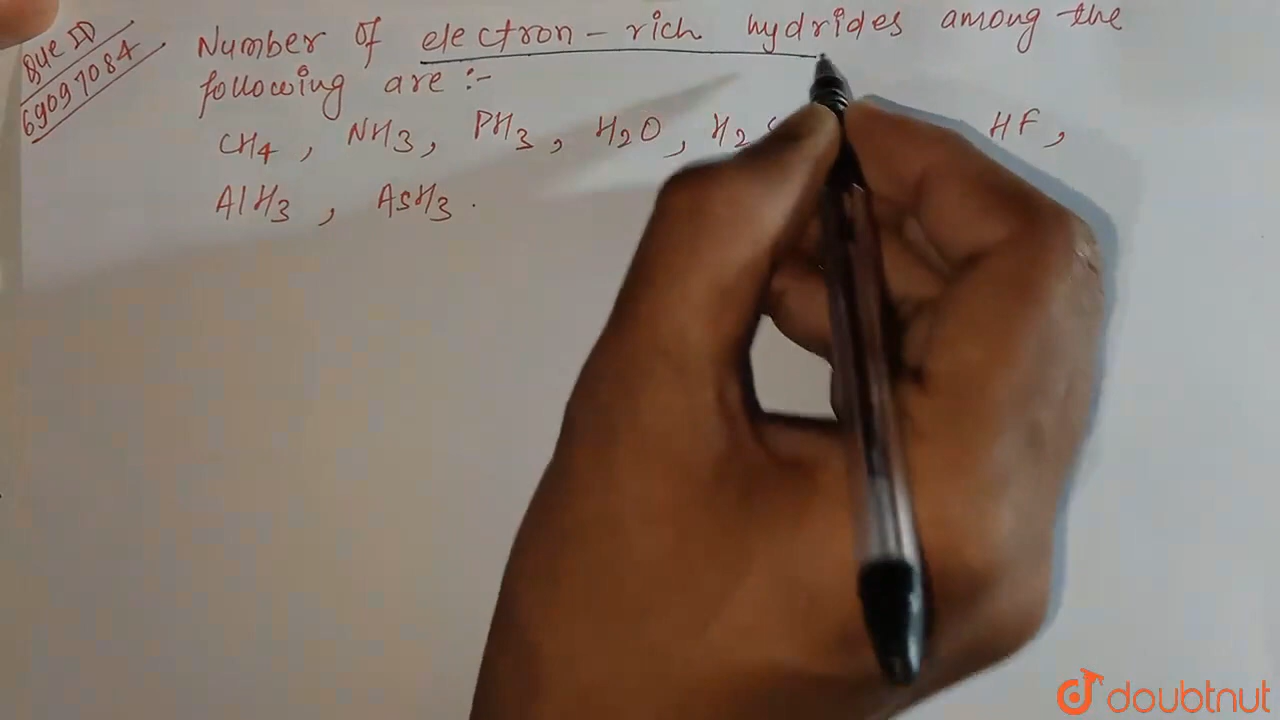 Que ID
69097084
Number of electron-rich hydrides among the
following are :-
CH4, NH3, PH3, H2O, H2 HF,
AlH3, AsH3.
doubtnut